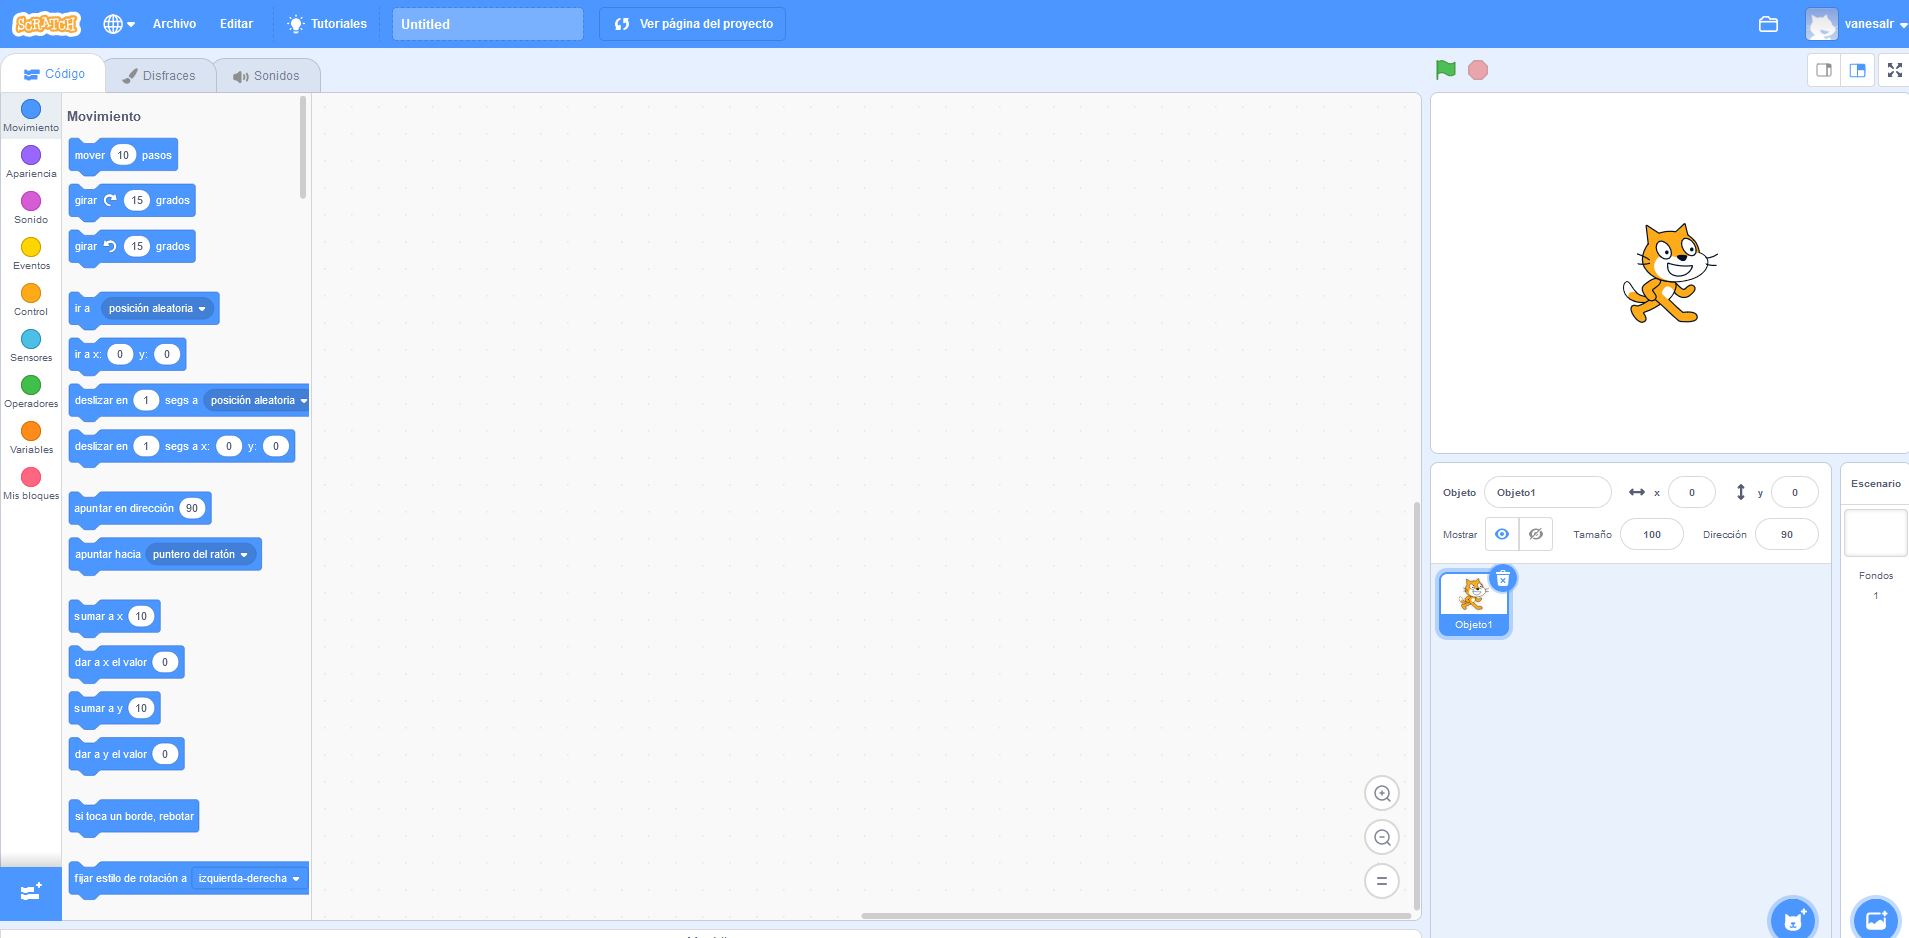 SCRATCH Archivo Editar Tutoriales Untitled Ver página del proyecto vanesalr
Código Disfraces Sonidos
Movimiento
Apariencia
Sonido
Eventos
Control
Sensores
Operadores
Variables
Mis bloques
Movimiento
mover 10 pasos
girar 15 grados
girar 15 grados
ir a posición aleatoria
ir a x: 0 y: 0
deslizar en 1 segs a posición aleatoria
deslizar en 1 segs a x: 0 y: 0
apuntar en dirección 90
apuntar hacia puntero del ratón
sumar a x 10
dar a x el valor 0
sumar a y 10
dar a y el valor 0
si toca un borde, rebotar
fijar estilo de rotación a izquierda-derecha
Objeto Objeto1 x 0 y 0
Mostrar Tamaño 100 Dirección 90
Objeto1
Escenario
Fondos
1